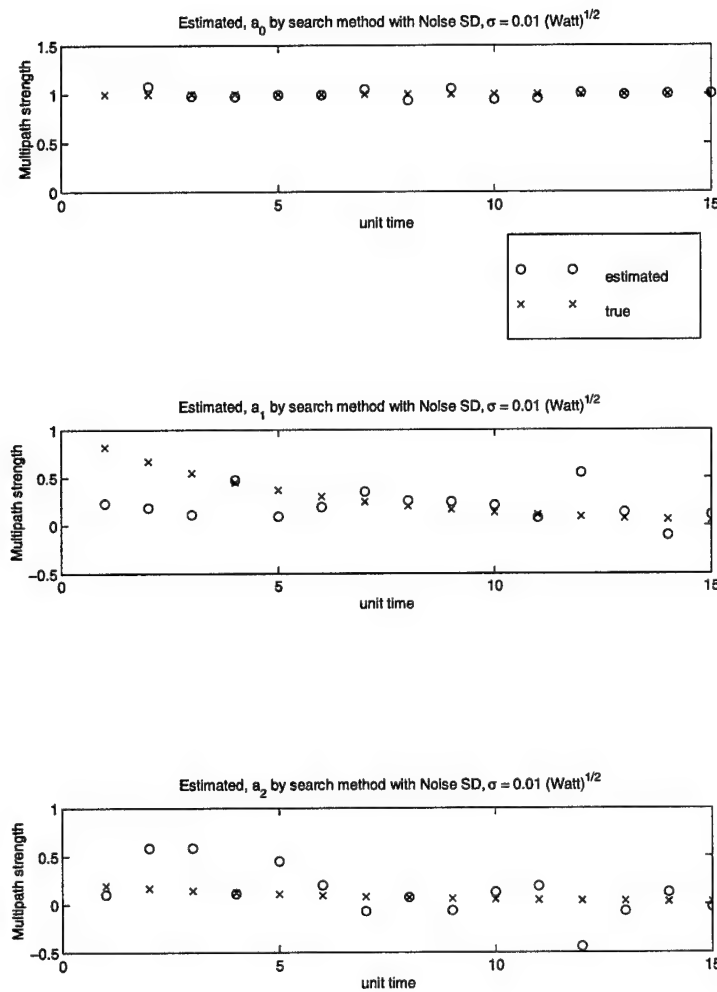 Estimated, a0 by search method with Noise SD, σ = 0.01 (Watt)1/2
1.5
1
0.5
0
Multipath strength
0
5
10
15
unit time
estimated
true
Estimated, a1 by search method with Noise SD, σ = 0.01 (Watt)1/2
1
0.5
0
−0.5
Multipath strength
0
5
10
15
unit time
Estimated, a2 by search method with Noise SD, σ = 0.01 (Watt)1/2
1
0.5
0
−0.5
Multipath strength
0
5
10
15
unit time